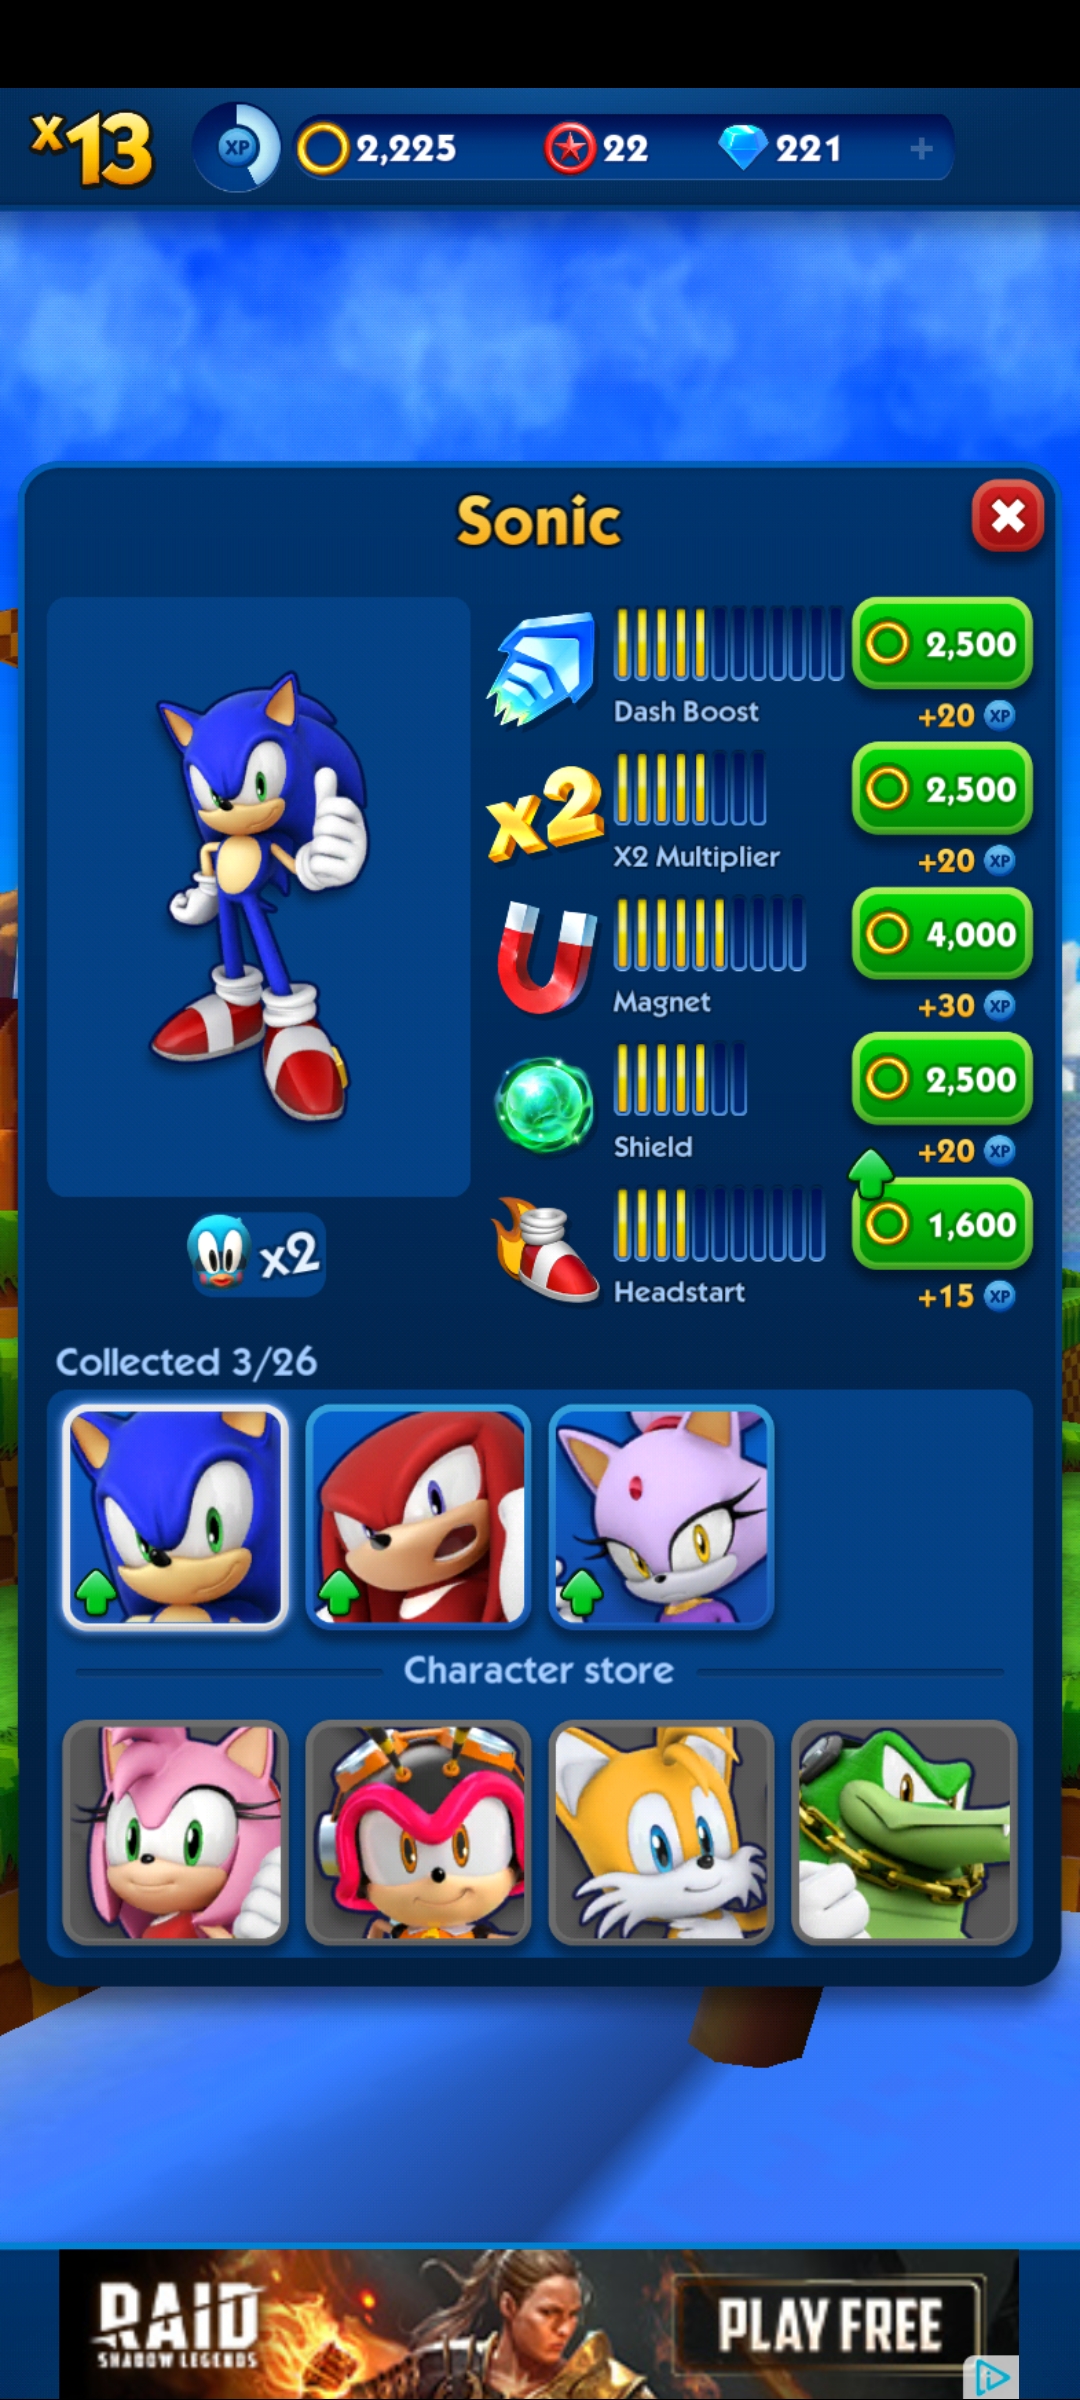 x13
XP
2,225
22
221
+
Sonic
2,500
Dash Boost
+20 XP
x2
2,500
X2 Multiplier
+20 XP
4,000
Magnet
+30 XP
2,500
Shield
+20 XP
1,600
Headstart
+15 XP
x2
Collected 3/26
Character store
RAID
SHADOW LEGENDS
PLAY FREE